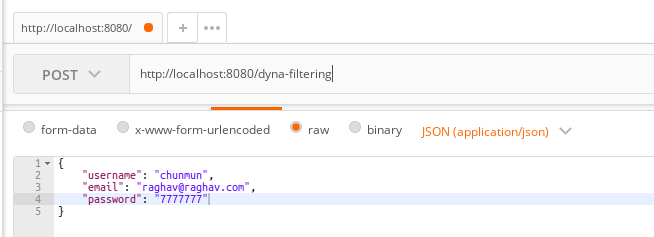 http://localhost:8080/ + •••
POST http://localhost:8080/dyna-filtering
form-data x-www-form-urlencoded raw binary JSON (application/json)
1 {
2 "username": "chunmun",
3 "email": "raghav@raghav.com",
4 "password": "7777777"
5 }